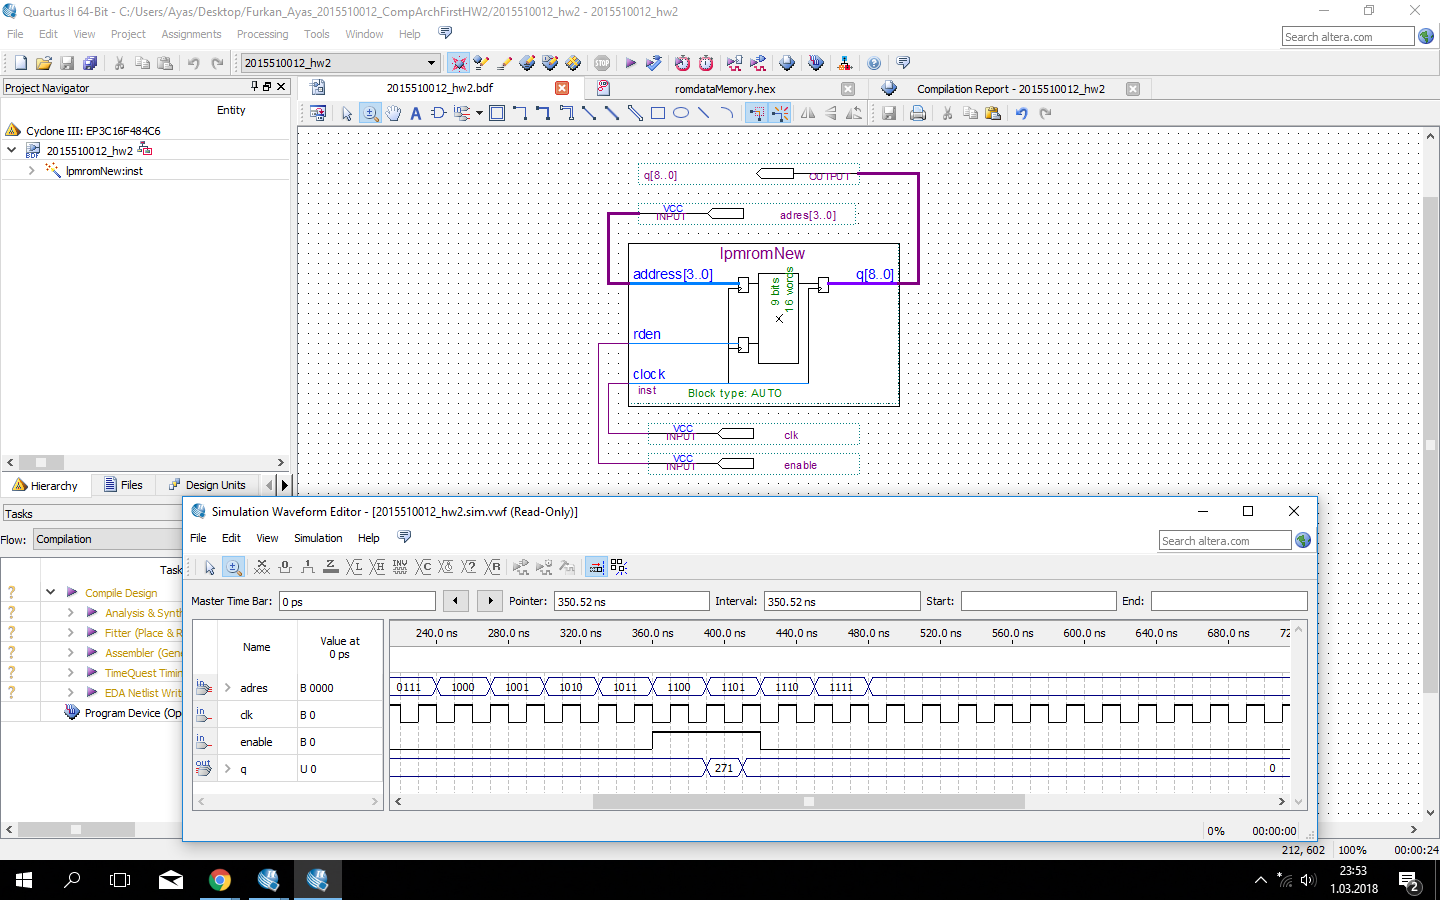 Quartus II 64-Bit - C:/Users/Ayas/Desktop/Furkan_Ayas_2015510012_CompArchFirstHW2/2015510012_hw2 - 2015510012_hw2
File Edit View Project Assignments Processing Tools Window Help
Search altera.com
2015510012_hw2
STOP
Project Navigator
2015510012_hw2.bdf
romdataMemory.hex
Compilation Report - 2015510012_hw2
Entity
Cyclone III: EP3C16F484C6
2015510012_hw2
lpmromNew:inst
q[8..0]
OUTPUT
VCC
INPUT
adres[3..0]
lpmromNew
address[3..0]
q[8..0]
9 bits
16 words
rden
clock
inst
Block type: AUTO
VCC
INPUT
clk
VCC
INPUT
enable
Hierarchy Files Design Units
Tasks
Flow: Compilation
Task
Compile Design
Analysis & Synth
Fitter (Place & R
Assembler (Gene
TimeQuest Timin
EDA Netlist Writ
Program Device (Op
Simulation Waveform Editor - [2015510012_hw2.sim.vwf (Read-Only)]
File Edit View Simulation Help
Search altera.com
Master Time Bar: 0 ps Pointer: 350.52 ns Interval: 350.52 ns Start: End:
Name
Value at
0 ps
240.0 ns 280.0 ns 320.0 ns 360.0 ns 400.0 ns 440.0 ns 480.0 ns 520.0 ns 560.0 ns 600.0 ns 640.0 ns 680.0 ns 72
adres B 0000 0111 1000 1001 1010 1011 1100 1101 1110 1111
clk B 0
enable B 0
q U 0 271 0
0% 00:00:00
212, 602 100% 00:00:24
23:53
1.03.2018
2